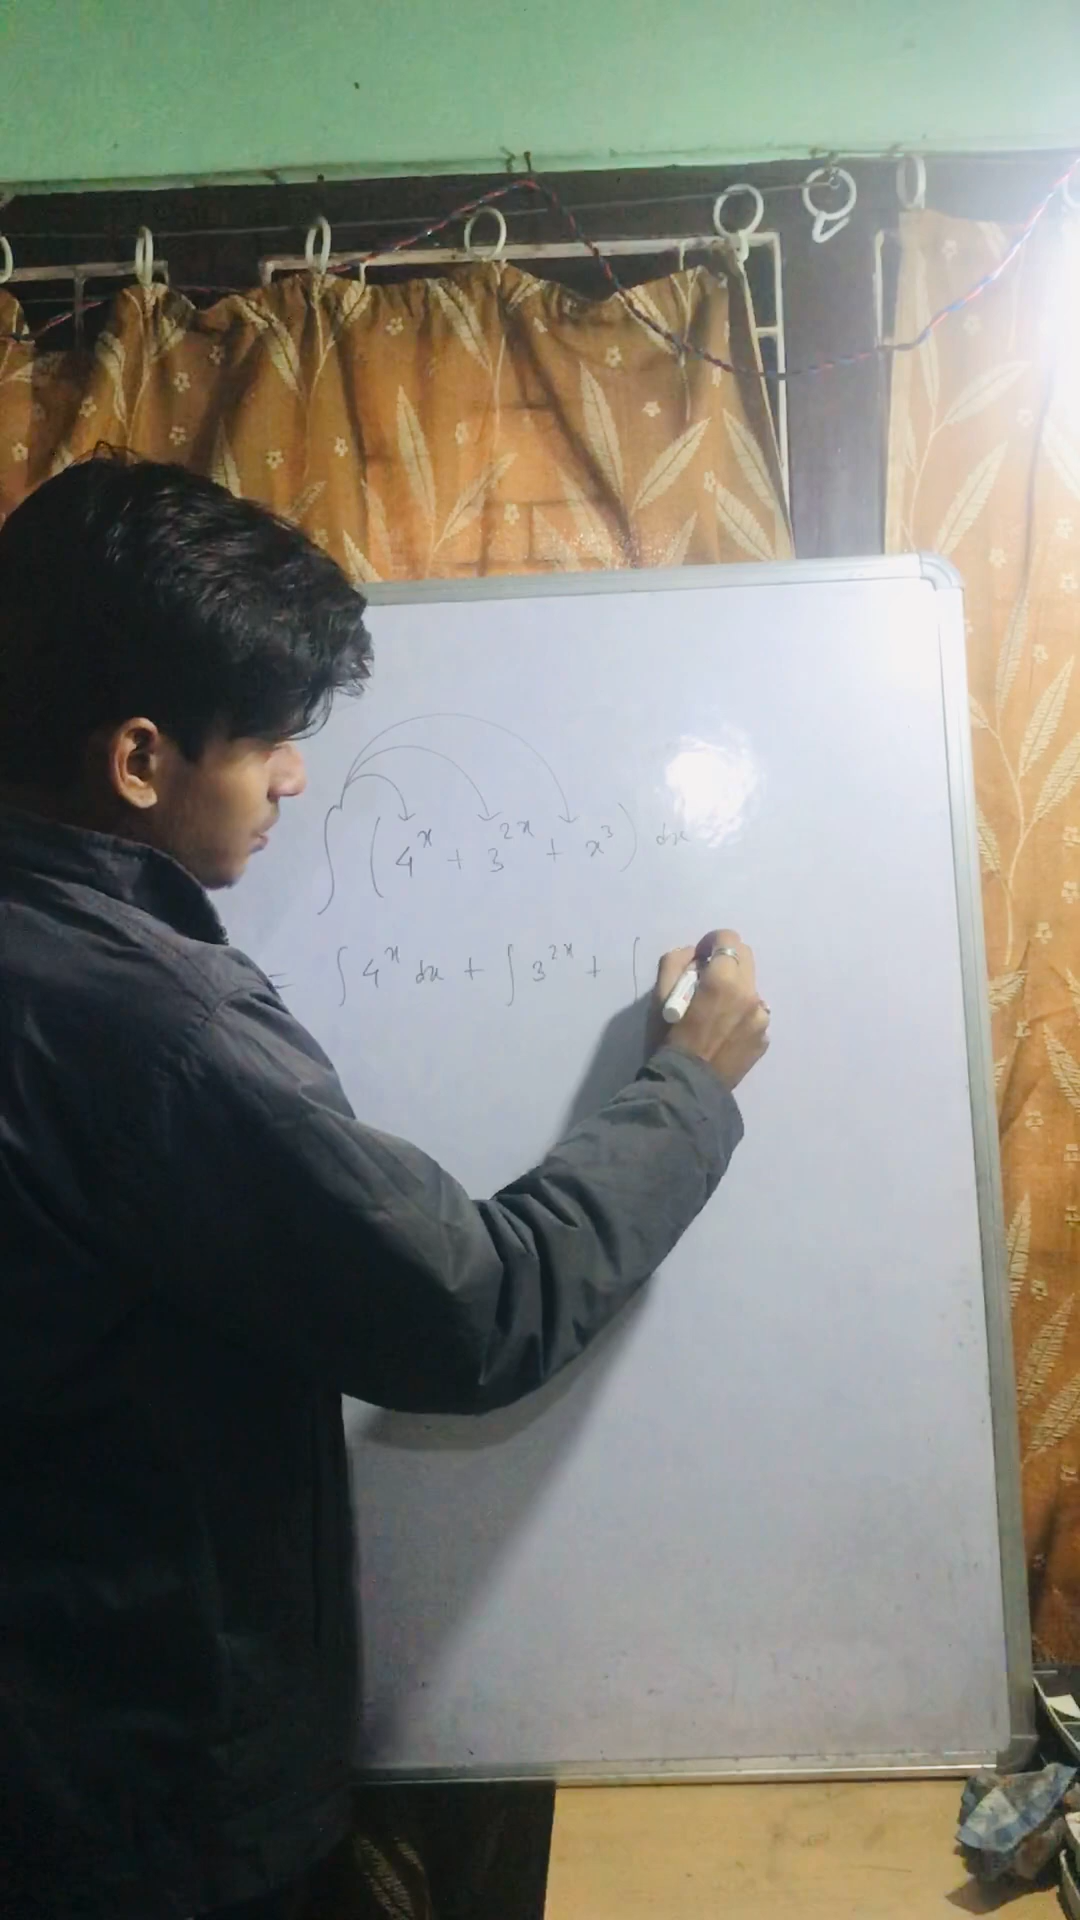 ∫ (4^x + 3^{2x} + x^3) dx
= ∫ 4^x dx + ∫ 3^{2x} + ∫